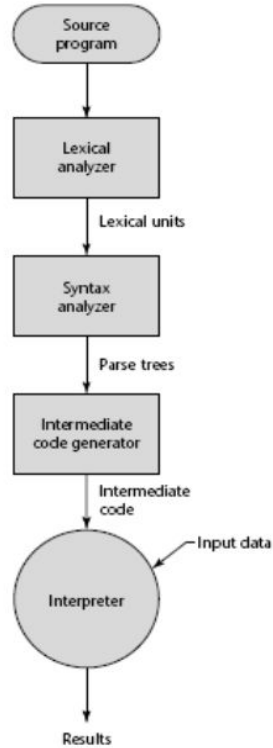 Source
program
Lexical
analyzer
Lexical units
Syntax
analyzer
Parse trees
Intermediate
code generator
Intermediate
code
Input data
Interpreter
Results